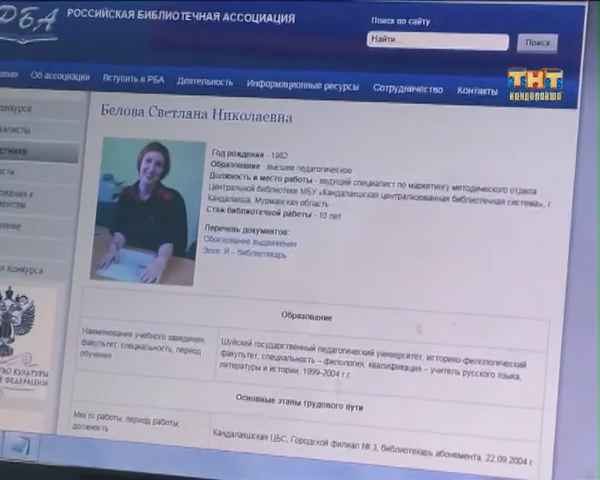 РБА
РОССИЙСКАЯ БИБЛИОТЕЧНАЯ АССОЦИАЦИЯ
Поиск по сайту
Найти...
Поиск
Об ассоциации
Вступить в РБА
Деятельность
Информационные ресурсы
Сотрудничество
Контакты
ТНТ
КАНДАЛАКША
Белова Светлана Николаевна
Год рождения - 1982
Образование - высшее педагогическое
Должность и место работы - ведущий специалист по маркетингу методического отдела
Центральной библиотеки МБУ «Кандалакшская централизованная библиотечная система», г.
Кандалакша, Мурманская область
Стаж библиотечной работы - 10 лет
Перечень документов:
Обоснование выдвижения
Эссе: Я – библиотекарь
Конкурса
Образование
Наименование учебного заведения,
факультет, специальность, период
обучения
Шуйский государственный педагогический университет, историко-филологический
факультет, специальность – филология, квалификация – учитель русского языка,
литературы и истории, 1999-2004 г.г.
Основные этапы трудового пути
Место работы, период работы,
должность
Кандалакшская ЦБС, Городской филиал № 3, библиотекарь абонемента, 22.09.2004 г.
КУЛЬТУРЫ
ФЕДЕРАЦИИ